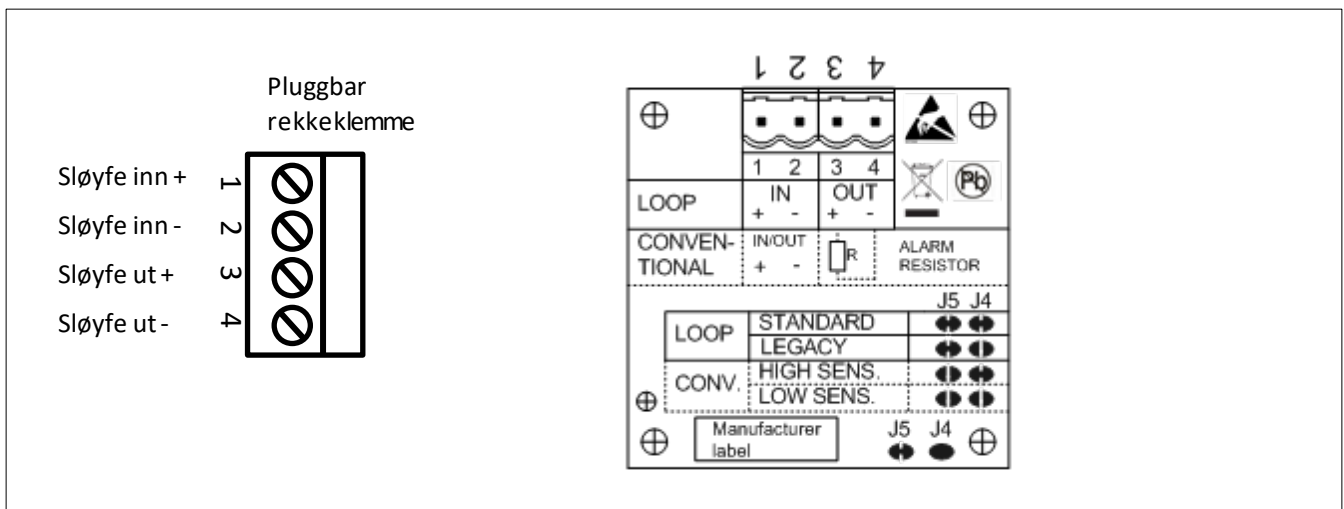 Pluggbar
rekkeklemme
Sløyfe inn + 1
Sløyfe inn - 2
Sløyfe ut + 3
Sløyfe ut - 4
1 2 3 4
1 2 3 4
LOOP IN OUT
+ - + -
CONVEN- IN/OUT R ALARM
TIONAL + - RESISTOR
J5 J4
LOOP STANDARD
LEGACY
CONV. HIGH SENS.
LOW SENS.
Manufacturer J5 J4
label
Pb